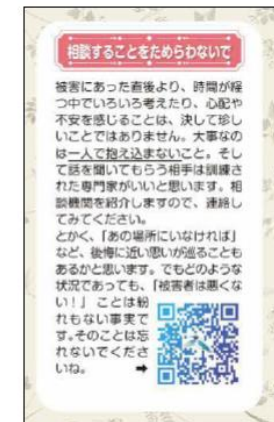 相談することをためらわないで
被害にあった直後より、時間が経
つ中でいろいろ考えたり、心配や
不安を感じることは、決して珍し
いことではありません。大事なの
は一人で抱え込まないこと。そし
て話を聞いてもらう相手は訓練さ
れた専門家がいいと思います。相
談機関を紹介しますので、連絡し
てみてください。
とかく、「あの場所にいなければ」
など、後悔に近い思いが巡ることも
あるかと思います。でもどのような
状況であっても、「被害者は悪くな
い!」 ことは紛
れもない事実で
す。そのことは忘
れないでくださ
いね。 ➡